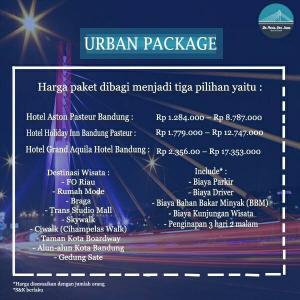 URBAN PACKAGE
Harga paket dibagi menjadi tiga pilihan yaitu :
Hotel Aston Pasteur Bandung : Rp 1.284.000 – Rp 8.787.000
Hotel Holiday Inn Bandung Pasteur : Rp 1.779.000 – Rp 12.747.000
Hotel Grand Aquila Hotel Bandung : Rp 2.356.00 – Rp 17.353.000
Destinasi Wisata :
- FO Riau
- Rumah Mode
- Braga
- Trans Studio Mall
- Skywalk
- Ciwalk (Cihampelas Walk)
- Taman Kota Boardway
- Alun-alun Kota Bandung
- Gedung Sate
Include* :
- Biaya Parkir
- Biaya Driver
- Biaya Bahan Bakar Minyak (BBM)
- Biaya Kunjungan Wisata
- Penginapan 3 hari 2 malam
*Harga disesuaikan dengan jumlah orang
*S&K berlaku